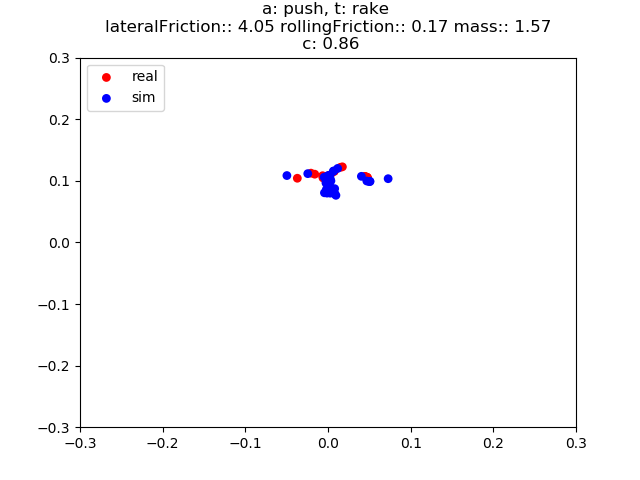 a: push, t: rake
lateralFriction:: 4.05 rollingFriction:: 0.17 mass:: 1.57
c: 0.86
real
sim
0.3
0.2
0.1
0.0
−0.1
−0.2
−0.3
−0.3 −0.2 −0.1 0.0 0.1 0.2 0.3